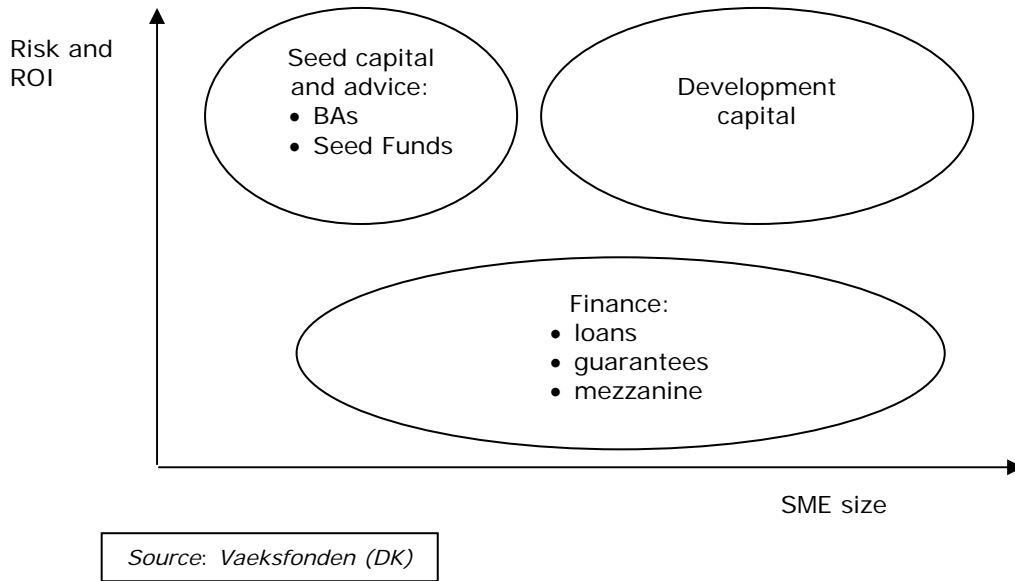 Risk and
ROI
Seed capital
and advice:
• BAs
• Seed Funds
Development
capital
Finance:
• loans
• guarantees
• mezzanine
SME size
Source: Vaeksfonden (DK)